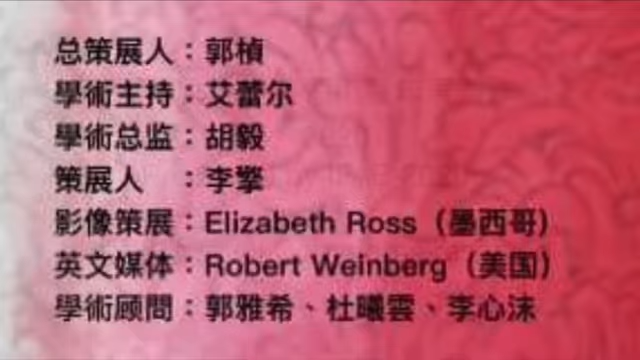 总策展人：郭楨
學術主持：艾蕾尔
學術总监：胡毅
策展人　：李擎
影像策展：Elizabeth Ross（墨西哥）
英文媒体：Robert Weinberg（美国）
學術顾問：郭雅希、杜曦雲、李心沫